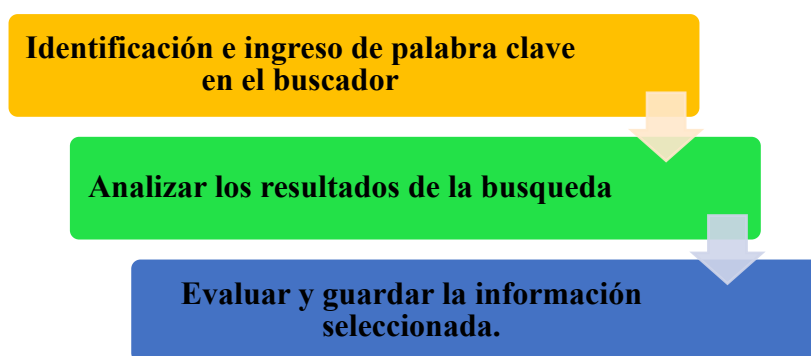 Identificación e ingreso de palabra clave
en el buscador
Analizar los resultados de la busqueda
Evaluar y guardar la información
seleccionada.